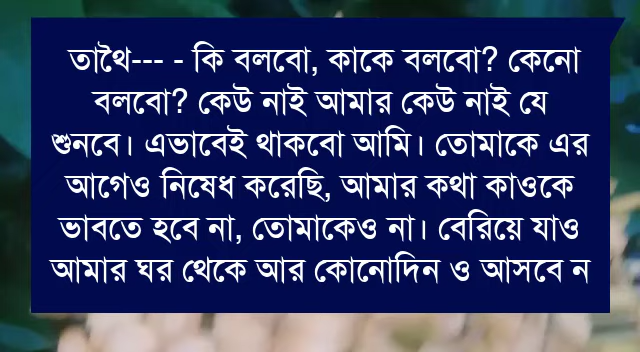 তাথৈ--- - কি বলবো, কাকে বলবো? কেনো
বলবো? কেউ নাই আমার কেউ নাই যে
শুনবে। এভাবেই থাকবো আমি। তোমাকে এর
আগেও নিষেধ করেছি, আমার কথা কাওকে
ভাবতে হবে না, তোমাকেও না। বেরিয়ে যাও
আমার ঘর থেকে আর কোনোদিন ও আসবে ন